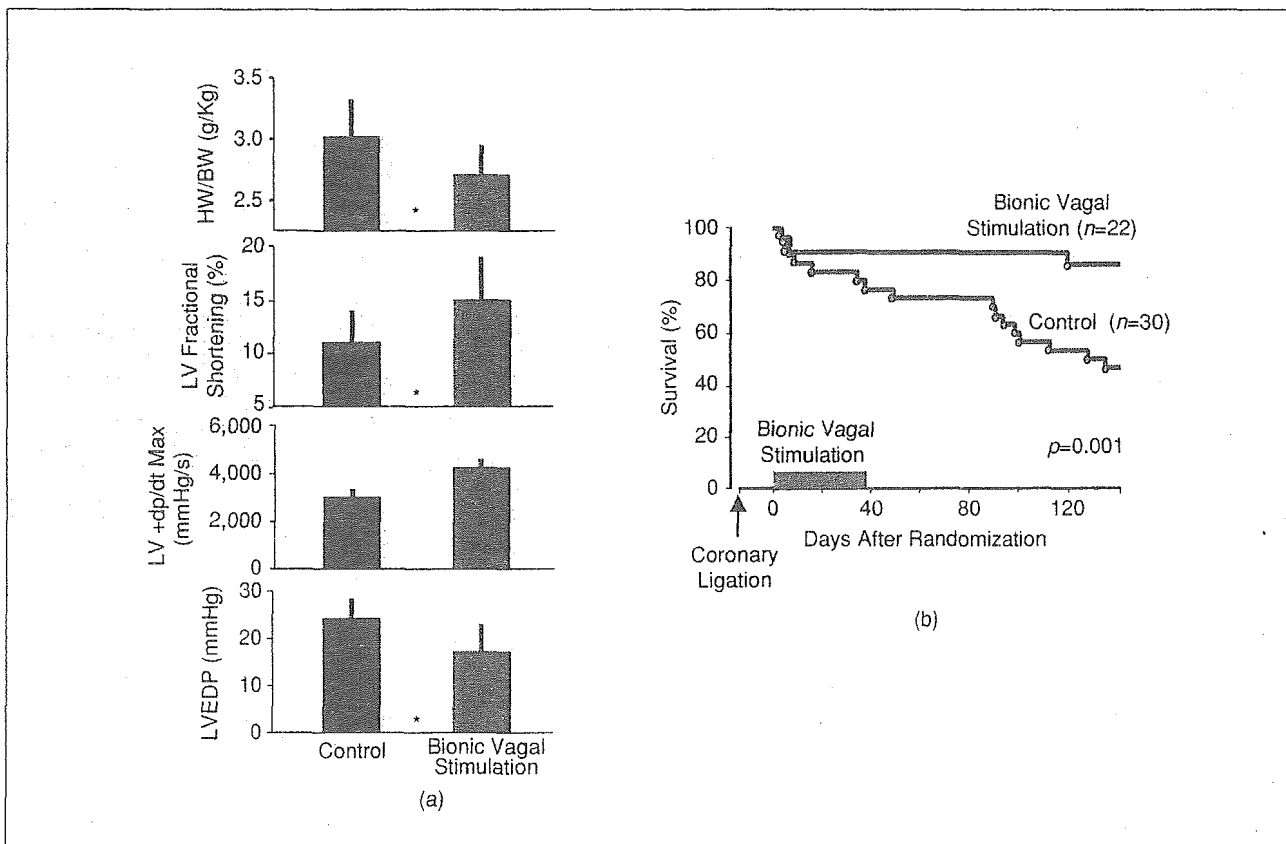 3.5
3.0
2.5
HW/BW (g/Kg)
*
20
15
10
5
LV Fractional
Shortening (%)
*
6,000
4,000
2,000
0
LV +dp/dt Max
(mmHg/s)
30
20
10
0
LVEDP (mmHg)
*
Control
Bionic Vagal
Stimulation
(a)
100
80
60
40
20
0
Survival (%)
Bionic Vagal
Stimulation (n=22)
Control (n=30)
Bionic Vagal
Stimulation
p=0.001
0 40 80 120
Days After Randomization
Coronary
Ligation
(b)